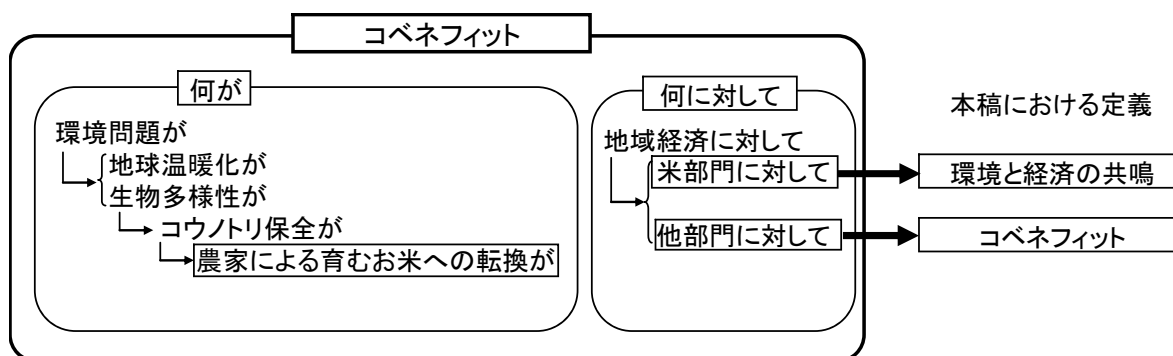 コベネフィット
何が
環境問題が
地球温暖化が
生物多様性が
コウノトリ保全が
農家による育むお米への転換が
何に対して
地域経済に対して
米部門に対して
他部門に対して
本稿における定義
環境と経済の共鳴
コベネフィット